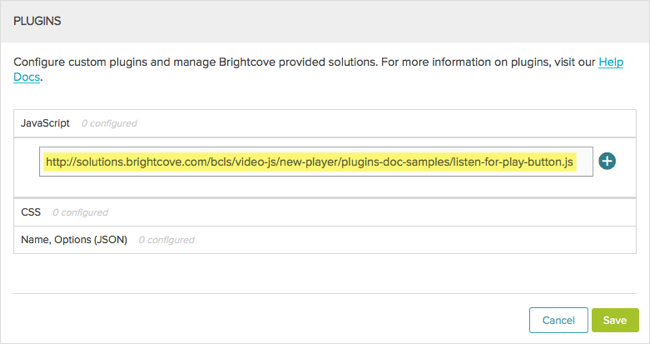 PLUGINS
Configure custom plugins and manage Brightcove provided solutions. For more information on plugins, visit our Help
Docs.
JavaScript 0 configured
http://solutions.brightcove.com/bcls/video-js/new-player/plugins-doc-samples/listen-for-play-button.js
CSS 0 configured
Name, Options (JSON) 0 configured
Cancel Save